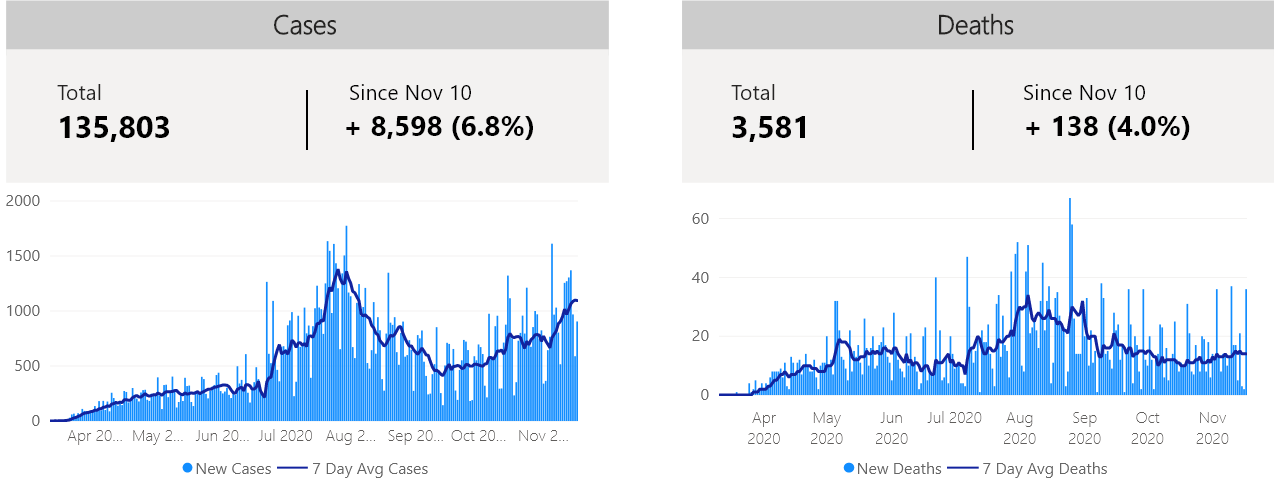 Cases
Total
135,803
Since Nov 10
+ 8,598 (6.8%)
2000
1500
1000
500
0
Apr 20...
May 2...
Jun 20...
Jul 2020
Aug 2...
Sep 20...
Oct 20...
Nov 2...
New Cases
7 Day Avg Cases
Deaths
Total
3,581
Since Nov 10
+ 138 (4.0%)
60
40
20
0
Apr
2020
May
2020
Jun
2020
Jul 2020
Aug
2020
Sep
2020
Oct
2020
Nov
2020
New Deaths
7 Day Avg Deaths